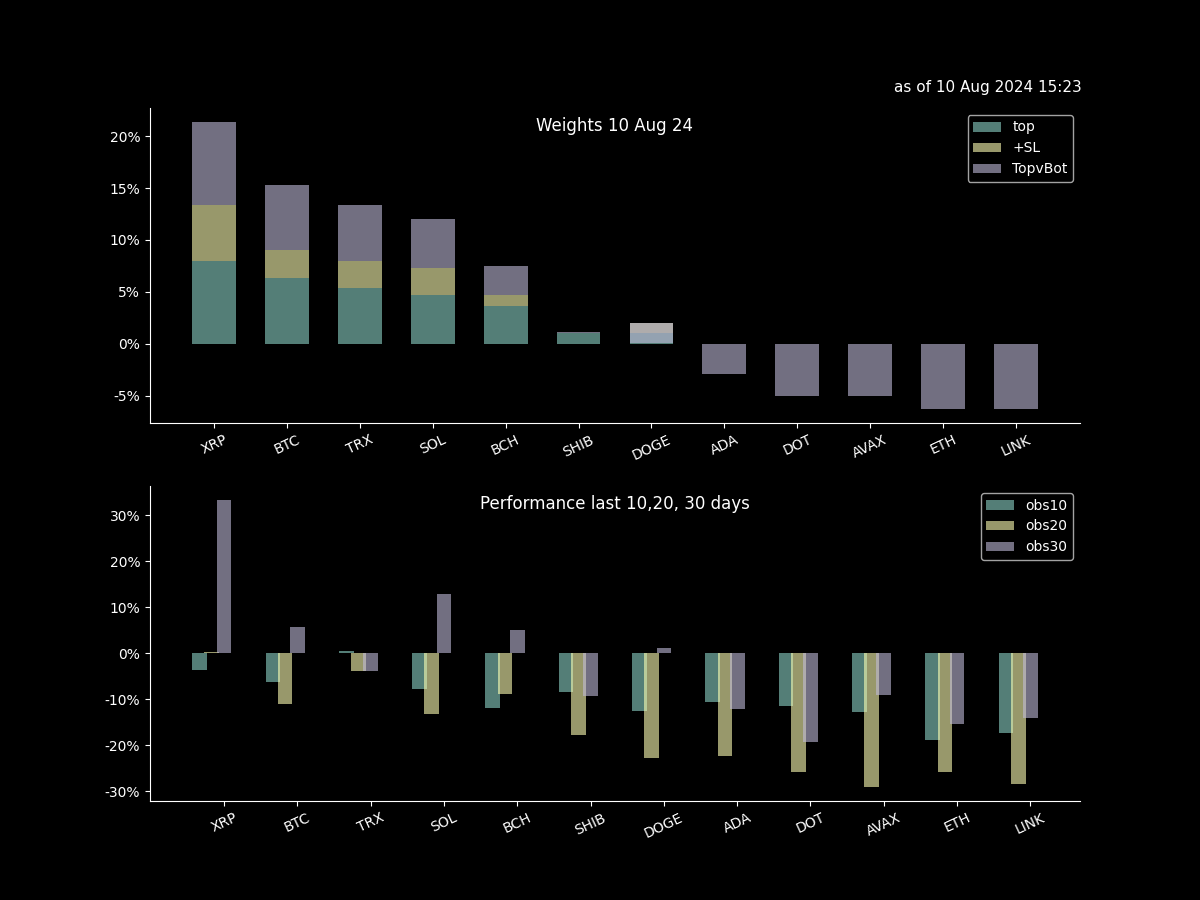 as of 10 Aug 2024 15:23
Weights 10 Aug 24
top
+SL
TopvBot
20%
15%
10%
5%
0%
-5%
XRP BTC TRX SOL BCH SHIB DOGE ADA DOT AVAX ETH LINK
Performance last 10,20, 30 days
obs10
obs20
obs30
30%
20%
10%
0%
-10%
-20%
-30%
XRP BTC TRX SOL BCH SHIB DOGE ADA DOT AVAX ETH LINK